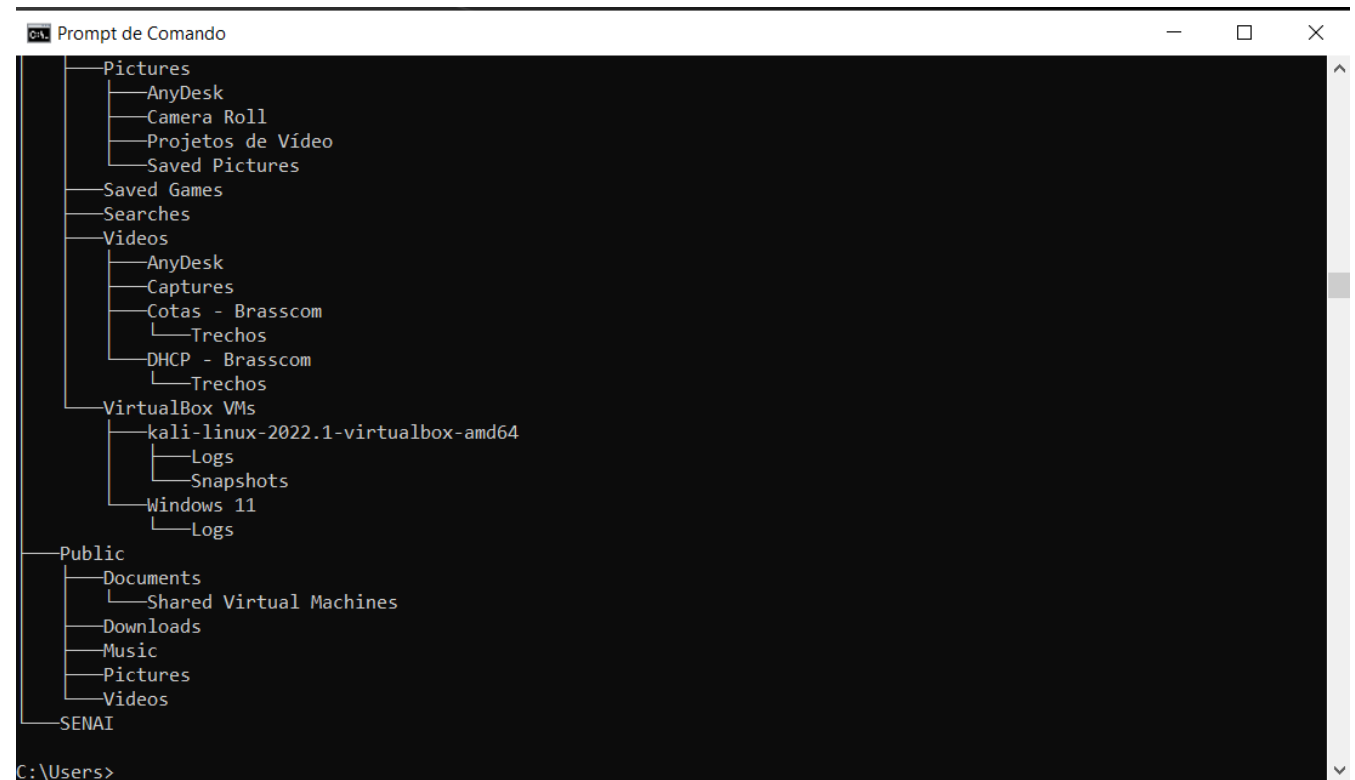 Prompt de Comando
│   ├───Pictures
│   │   ├───AnyDesk
│   │   ├───Camera Roll
│   │   ├───Projetos de Vídeo
│   │   └───Saved Pictures
│   ├───Saved Games
│   ├───Searches
│   ├───Videos
│   │   ├───AnyDesk
│   │   ├───Captures
│   │   ├───Cotas - Brasscom
│   │   │   └───Trechos
│   │   └───DHCP - Brasscom
│   │       └───Trechos
│   └───VirtualBox VMs
│       ├───kali-linux-2022.1-virtualbox-amd64
│       │   ├───Logs
│       │   └───Snapshots
│       └───Windows 11
│           └───Logs
├───Public
│   ├───Documents
│   │   └───Shared Virtual Machines
│   ├───Downloads
│   ├───Music
│   ├───Pictures
│   └───Videos
└───SENAI
C:\Users>